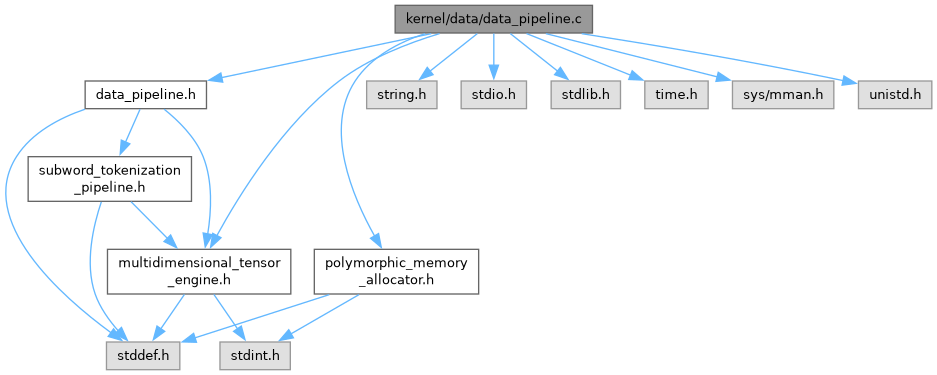 kernel/data/data_pipeline.c
data_pipeline.h
string.h
stdio.h
stdlib.h
time.h
sys/mman.h
unistd.h
subword_tokenization
_pipeline.h
multidimensional_tensor
_engine.h
polymorphic_memory
_allocator.h
stddef.h
stdint.h